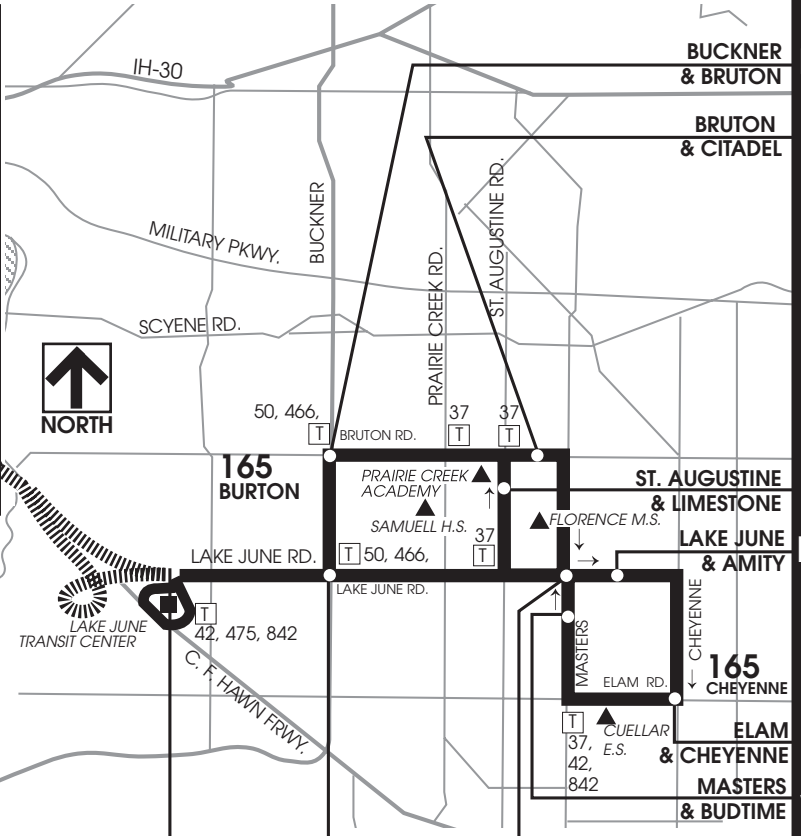 IH-30
BUCKNER
& BRUTON
BRUTON
& CITADEL
BUCKNER
MILITARY PKWY.
PRAIRIE CREEK RD.
ST. AUGUSTINE RD.
SCYENE RD.
NORTH
50, 466,
T
BRUTON RD.
37
T
37
T
165
BURTON
PRAIRIE CREEK
ACADEMY
SAMUELL H.S.
FLORENCE M.S.
ST. AUGUSTINE
& LIMESTONE
LAKE JUNE
& AMITY
LAKE JUNE RD.
T
50, 466,
37
T
LAKE JUNE RD.
LAKE JUNE
TRANSIT CENTER
T
42, 475, 842
C. F. HAWN FRWY.
MASTERS
CHEYENNE
ELAM RD.
165
CHEYENNE
T
37,
42,
842
CUELLAR
E.S.
ELAM
& CHEYENNE
MASTERS
& BUDTIME